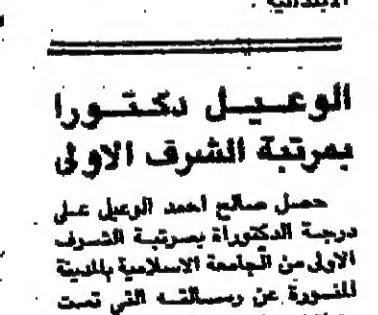 الابتدائية .
الوعيل دكتورا
بمرتبة الشرف الاولى
حصل صالح احمد الوعيل على
درجة الدكتوراة بمرتبة الشرف
الاولى من الجامعة الاسلامية بالمدينة
المنورة عن رسالته التي تمت